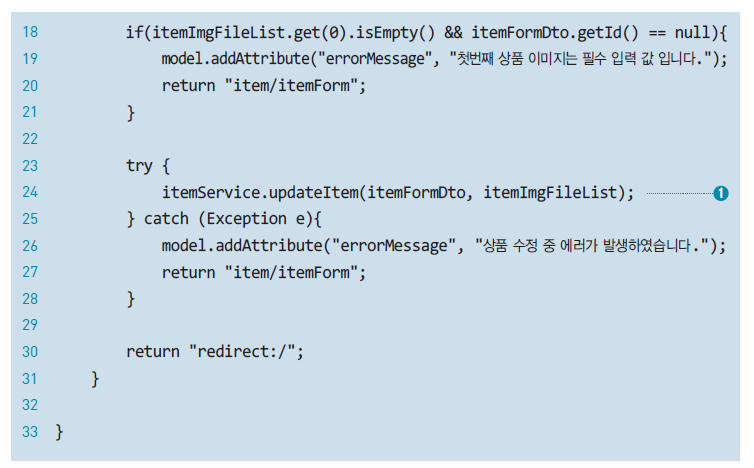 18 if(itemImgFileList.get(0).isEmpty() && itemFormDto.getId() == null){
19 model.addAttribute("errorMessage", "첫번째 상품 이미지는 필수 입력 값 입니다.");
20 return "item/itemForm";
21 }
22
23 try {
24 itemService.updateItem(itemFormDto, itemImgFileList); ❶
25 } catch (Exception e){
26 model.addAttribute("errorMessage", "상품 수정 중 에러가 발생하였습니다.");
27 return "item/itemForm";
28 }
29
30 return "redirect:/";
31 }
32
33 }